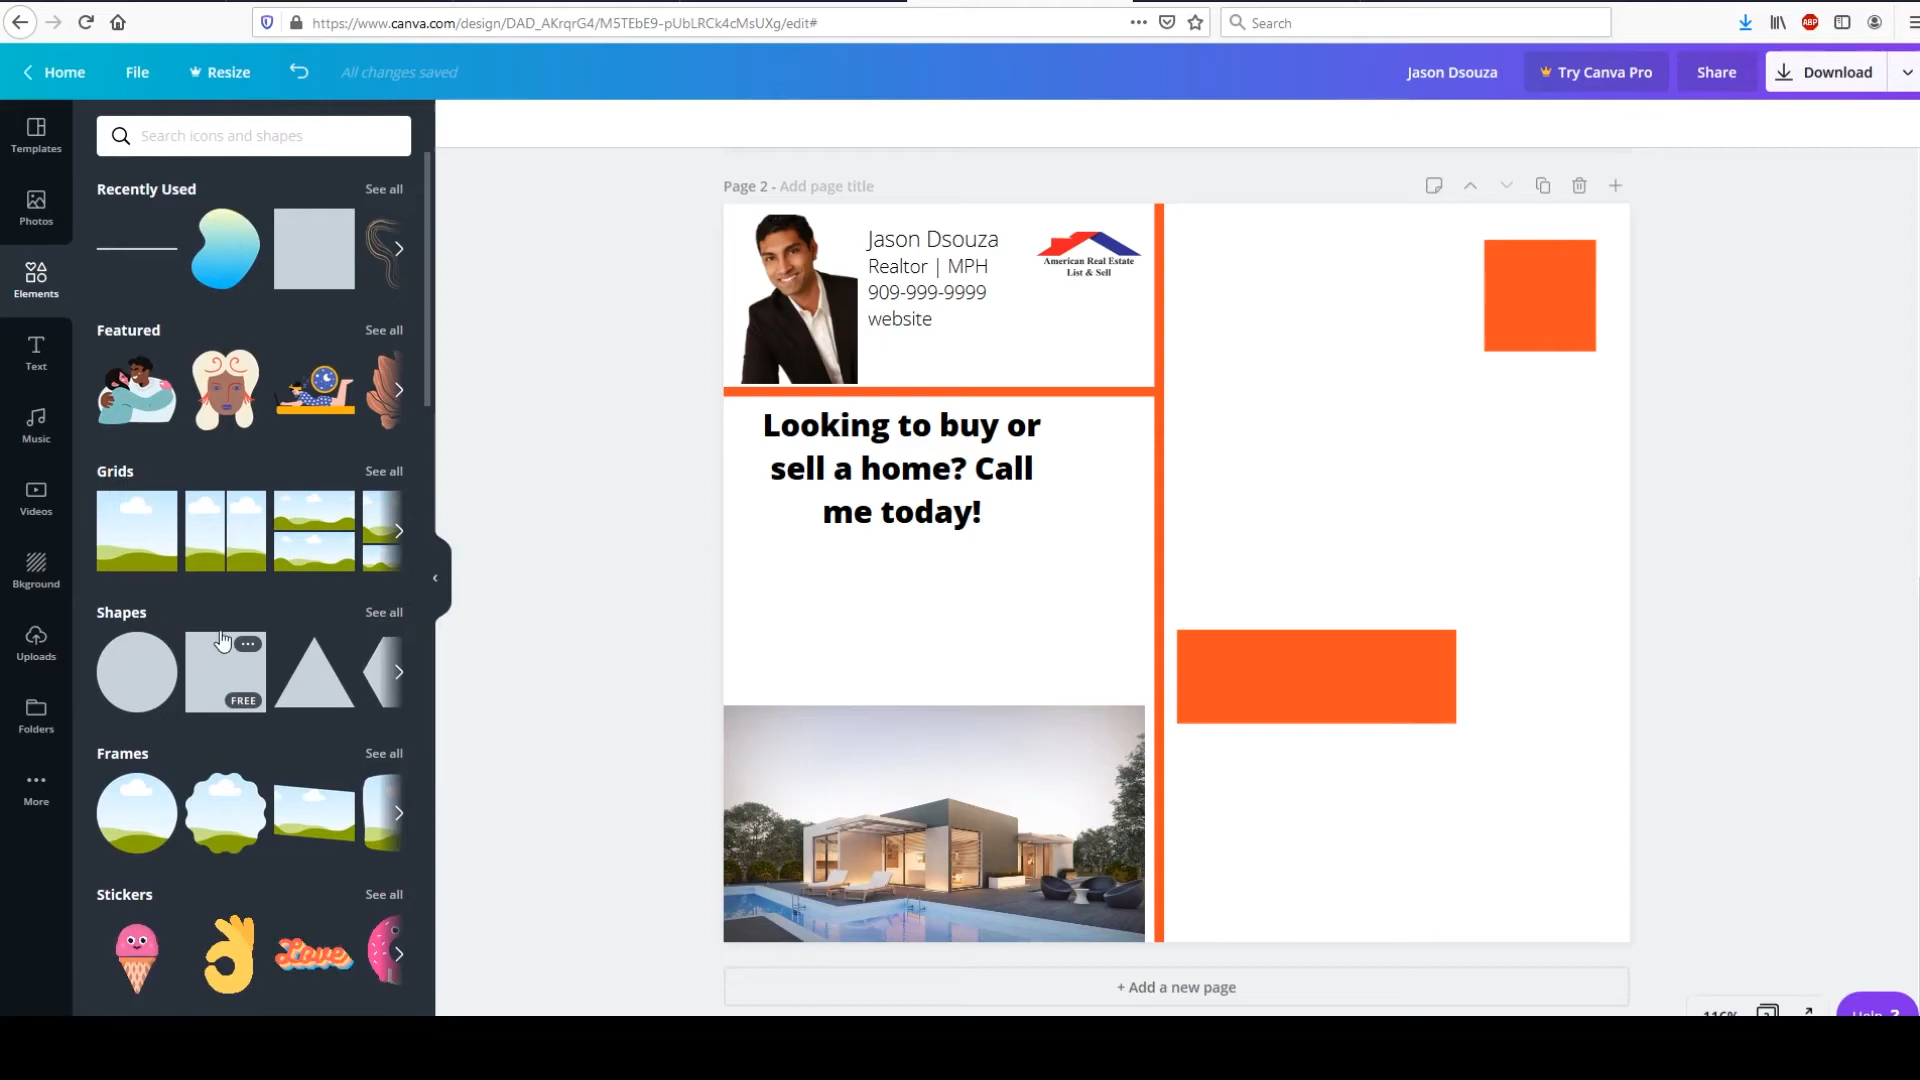 https://www.canva.com/design/DAD_AKrqrG4/M5TEbE9-pUbLRCk4cMsUXg/edit#
Search
ABP
Home
File
Resize
All changes saved
Jason Dsouza
Try Canva Pro
Share
Download
Templates
Photos
Elements
Text
Music
Videos
Bkground
Uploads
Folders
More
Search icons and shapes
Recently Used
See all
Featured
See all
Grids
See all
Shapes
See all
FREE
Frames
See all
Stickers
See all
Love
Page 2 - Add page title
Jason Dsouza
Realtor | MPH
909-999-9999
website
American Real Estate
List & Sell
Looking to buy or
sell a home? Call
me today!
+ Add a new page
116%
Help ?